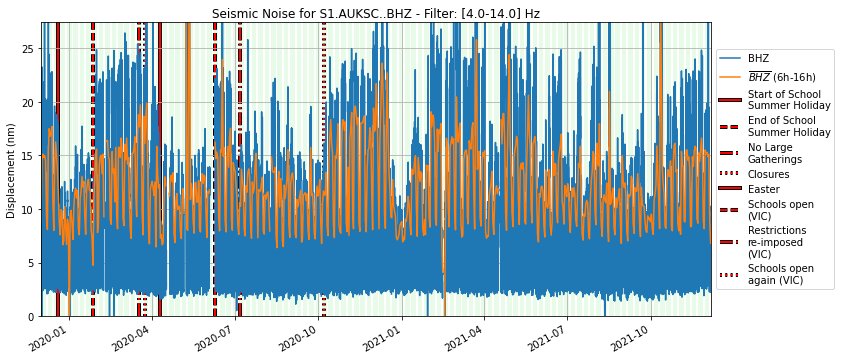 Seismic Noise for S1.AUKSC..BHZ - Filter: [4.0-14.0] Hz
Displacement (nm)
25
20
15
10
5
0
2020-01
2020-04
2020-07
2020-10
2021-01
2021-04
2021-07
2021-10
BHZ
BHZ (6h-16h)
Start of School
Summer Holiday
End of School
Summer Holiday
No Large
Gatherings
Closures
Easter
Schools open
(VIC)
Restrictions
re-imposed
(VIC)
Schools open
again (VIC)